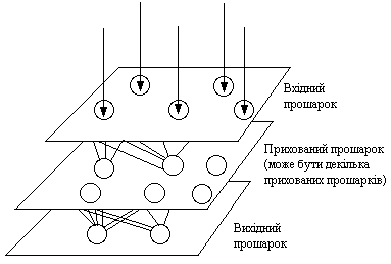 Вхідний
прошарок
Прихований прошарок
(може бути декілька
прихованих прошарків)
Вихідний
прошарок